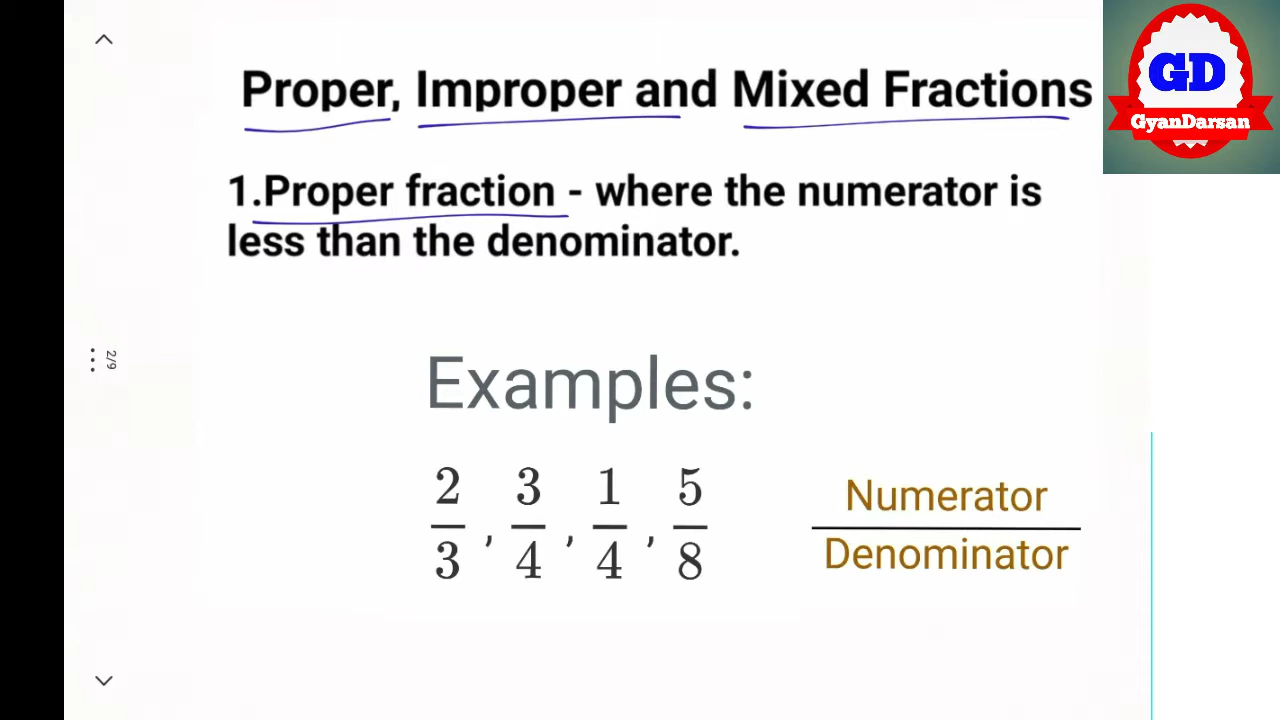 Proper, Improper and Mixed Fractions
GD
GyanDarsan
1.Proper fraction - where the numerator is
less than the denominator.
2/9
Examples:
2/3 , 3/4 , 1/4 , 5/8
Numerator
Denominator